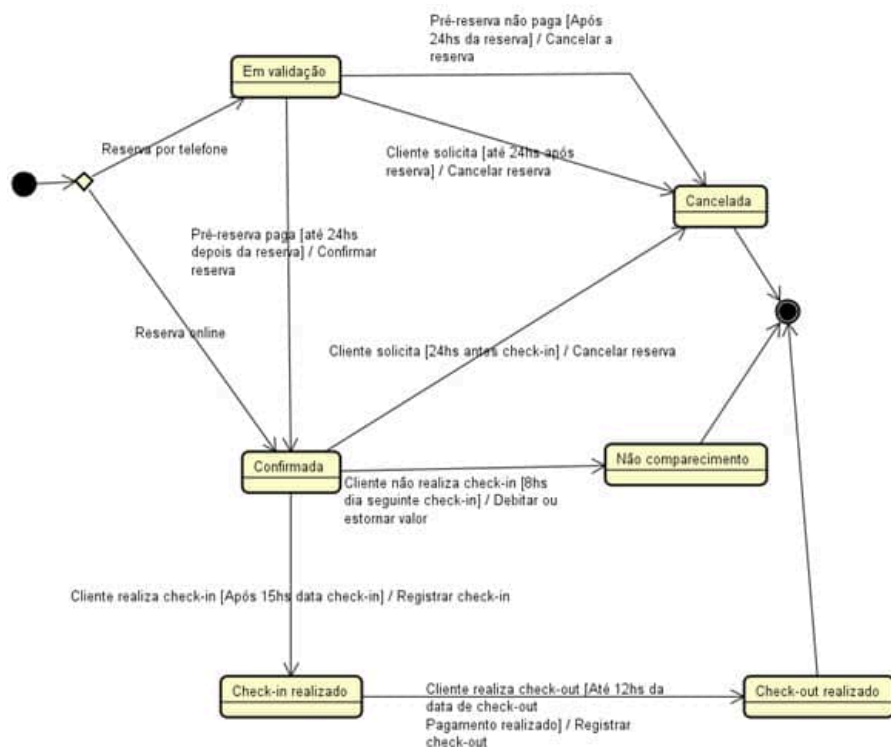 Pré-reserva não paga [Após
24hs da reserva] / Cancelar a
reserva
Em validação
Reserva por telefone
Cliente solicita [até 24hs após
reserva] / Cancelar reserva
Cancelada
Pré-reserva paga [até 24hs
depois da reserva] / Confirmar
reserva
Reserva online
Cliente solicita [24hs antes check-in] / Cancelar reserva
Confirmada
Não comparecimento
Cliente não realiza check-in [8hs
dia seguinte check-in] / Debitar ou
estornar valor
Cliente realiza check-in [Após 15hs data check-in] / Registrar check-in
Check-in realizado
Cliente realiza check-out [Até 12hs da
data de check-out
Pagamento realizado] / Registrar
check-out
Check-out realizado